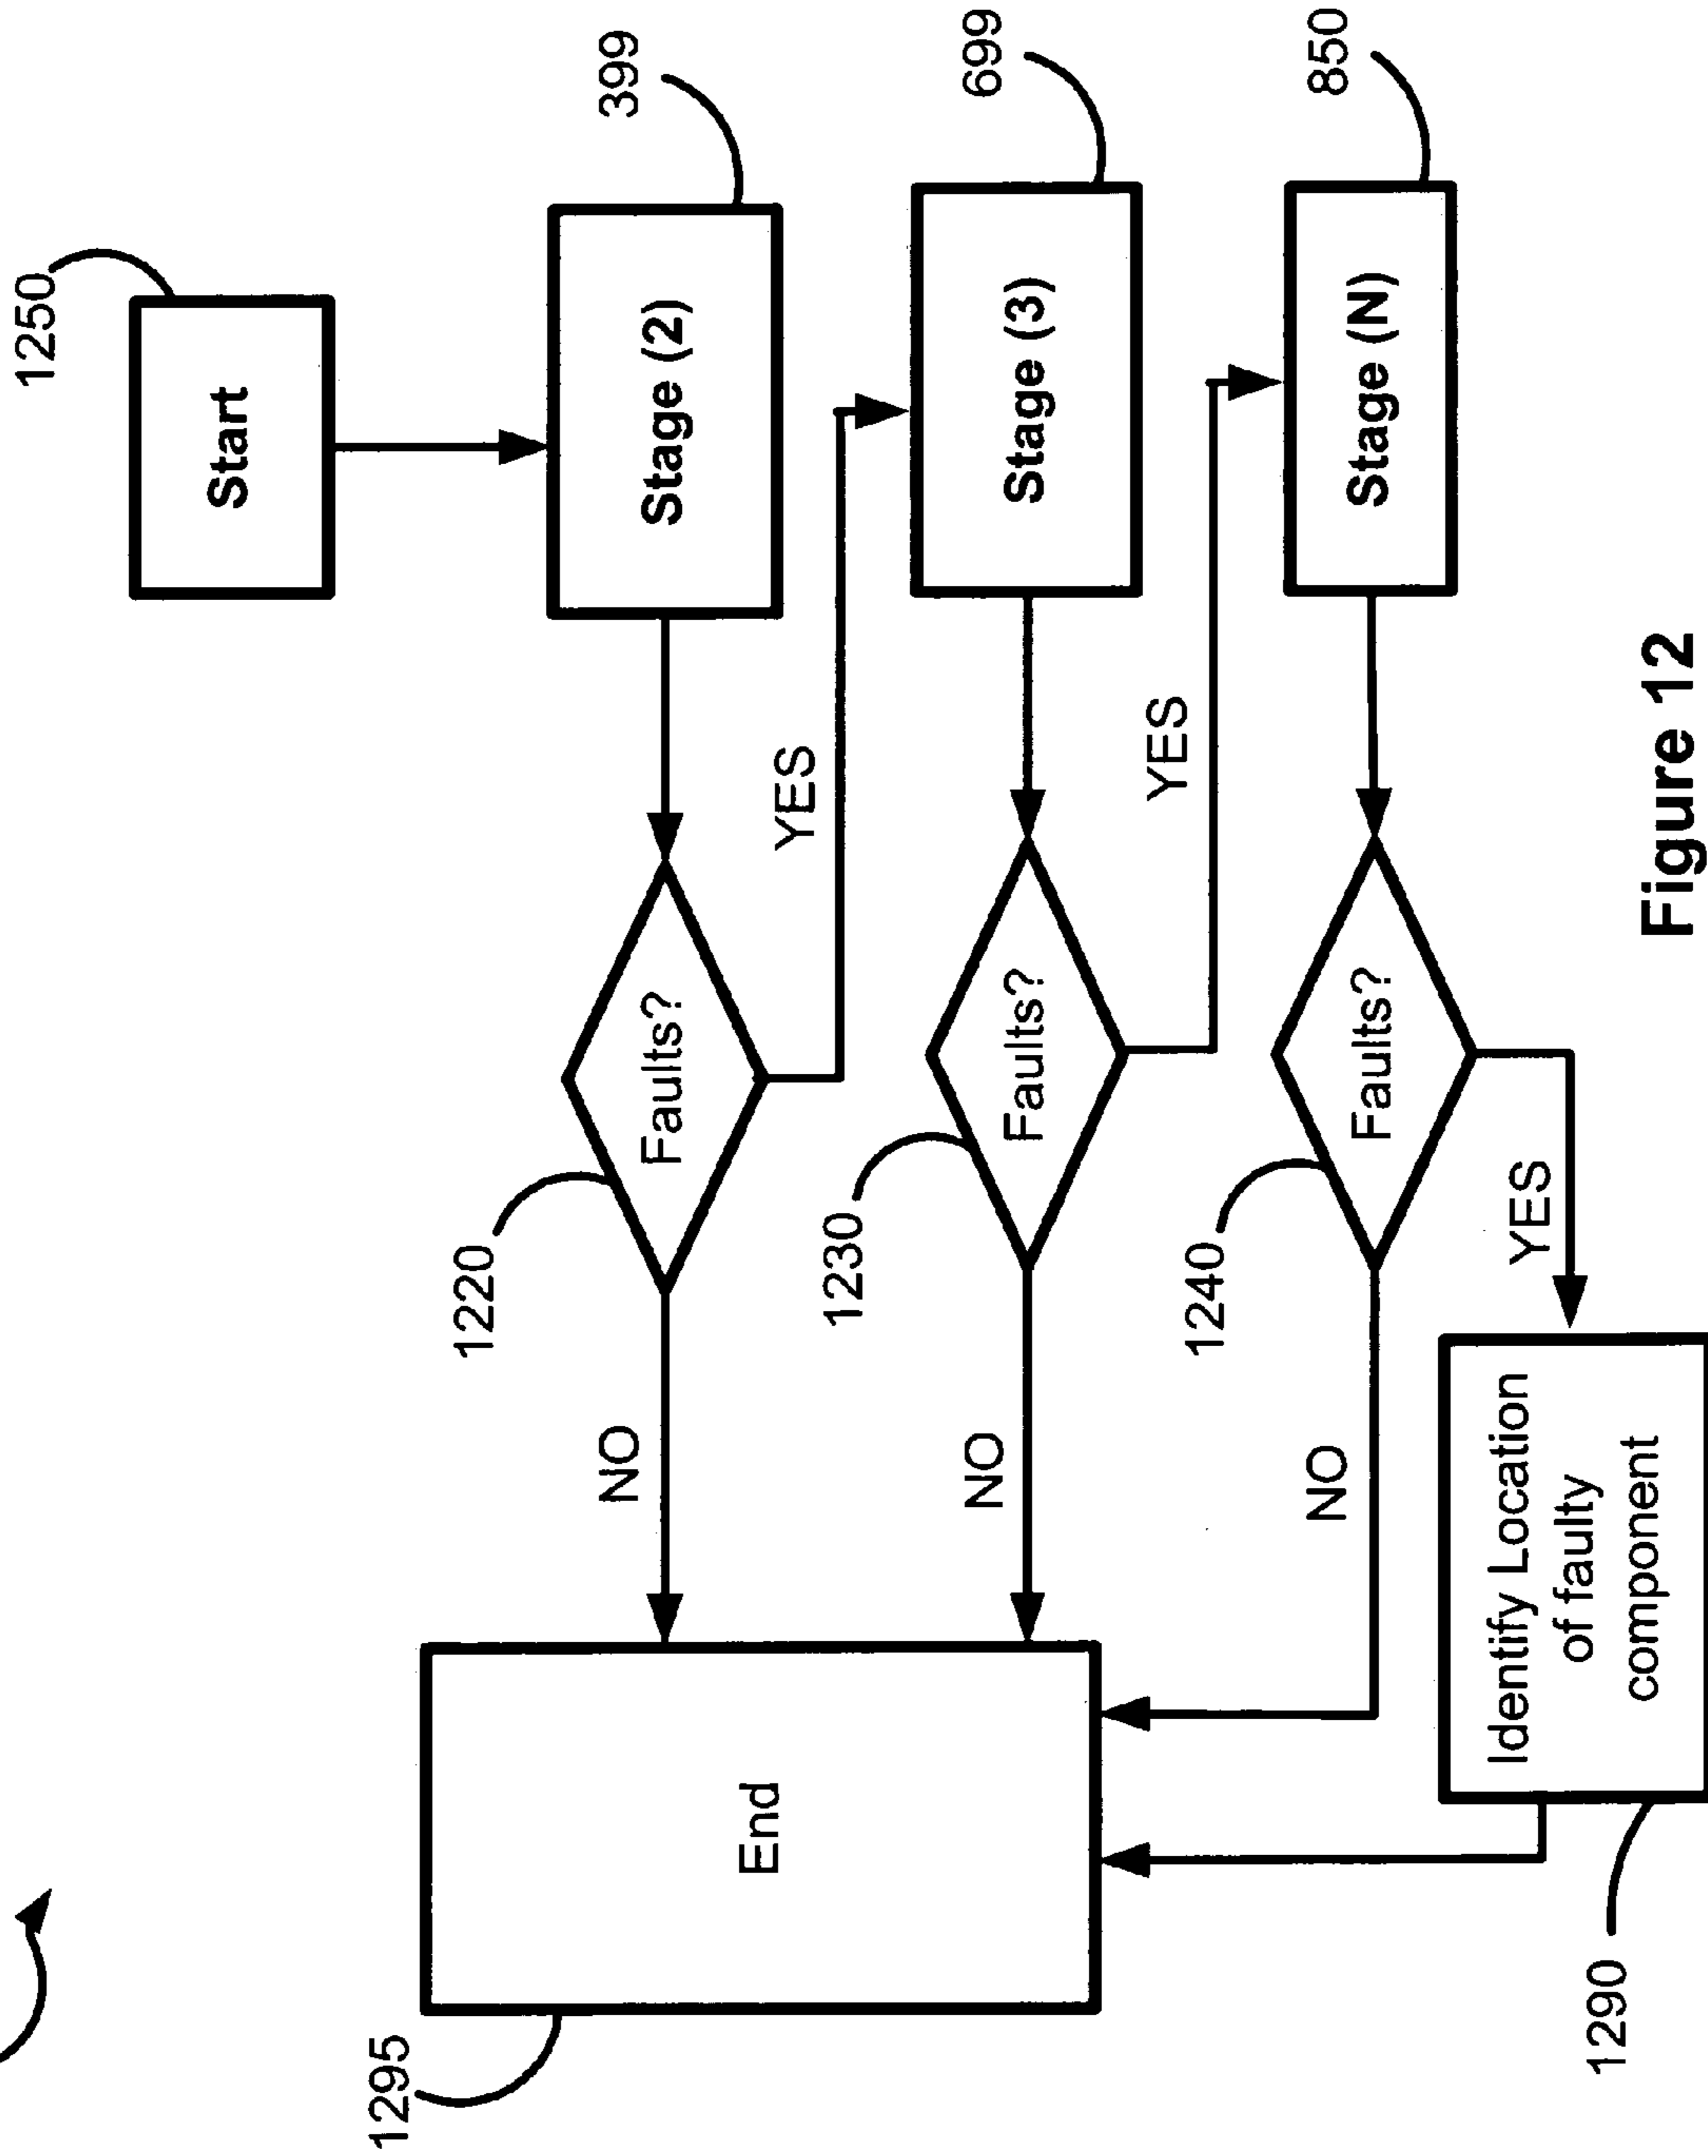 1250
Start
399
Stage (2)
1220
Faults?
NO
YES
699
Stage (3)
1230
Faults?
NO
YES
850
Stage (N)
1240
Faults?
NO
YES
1295
End
1290
Identify Location
of faulty
component
Figure 12